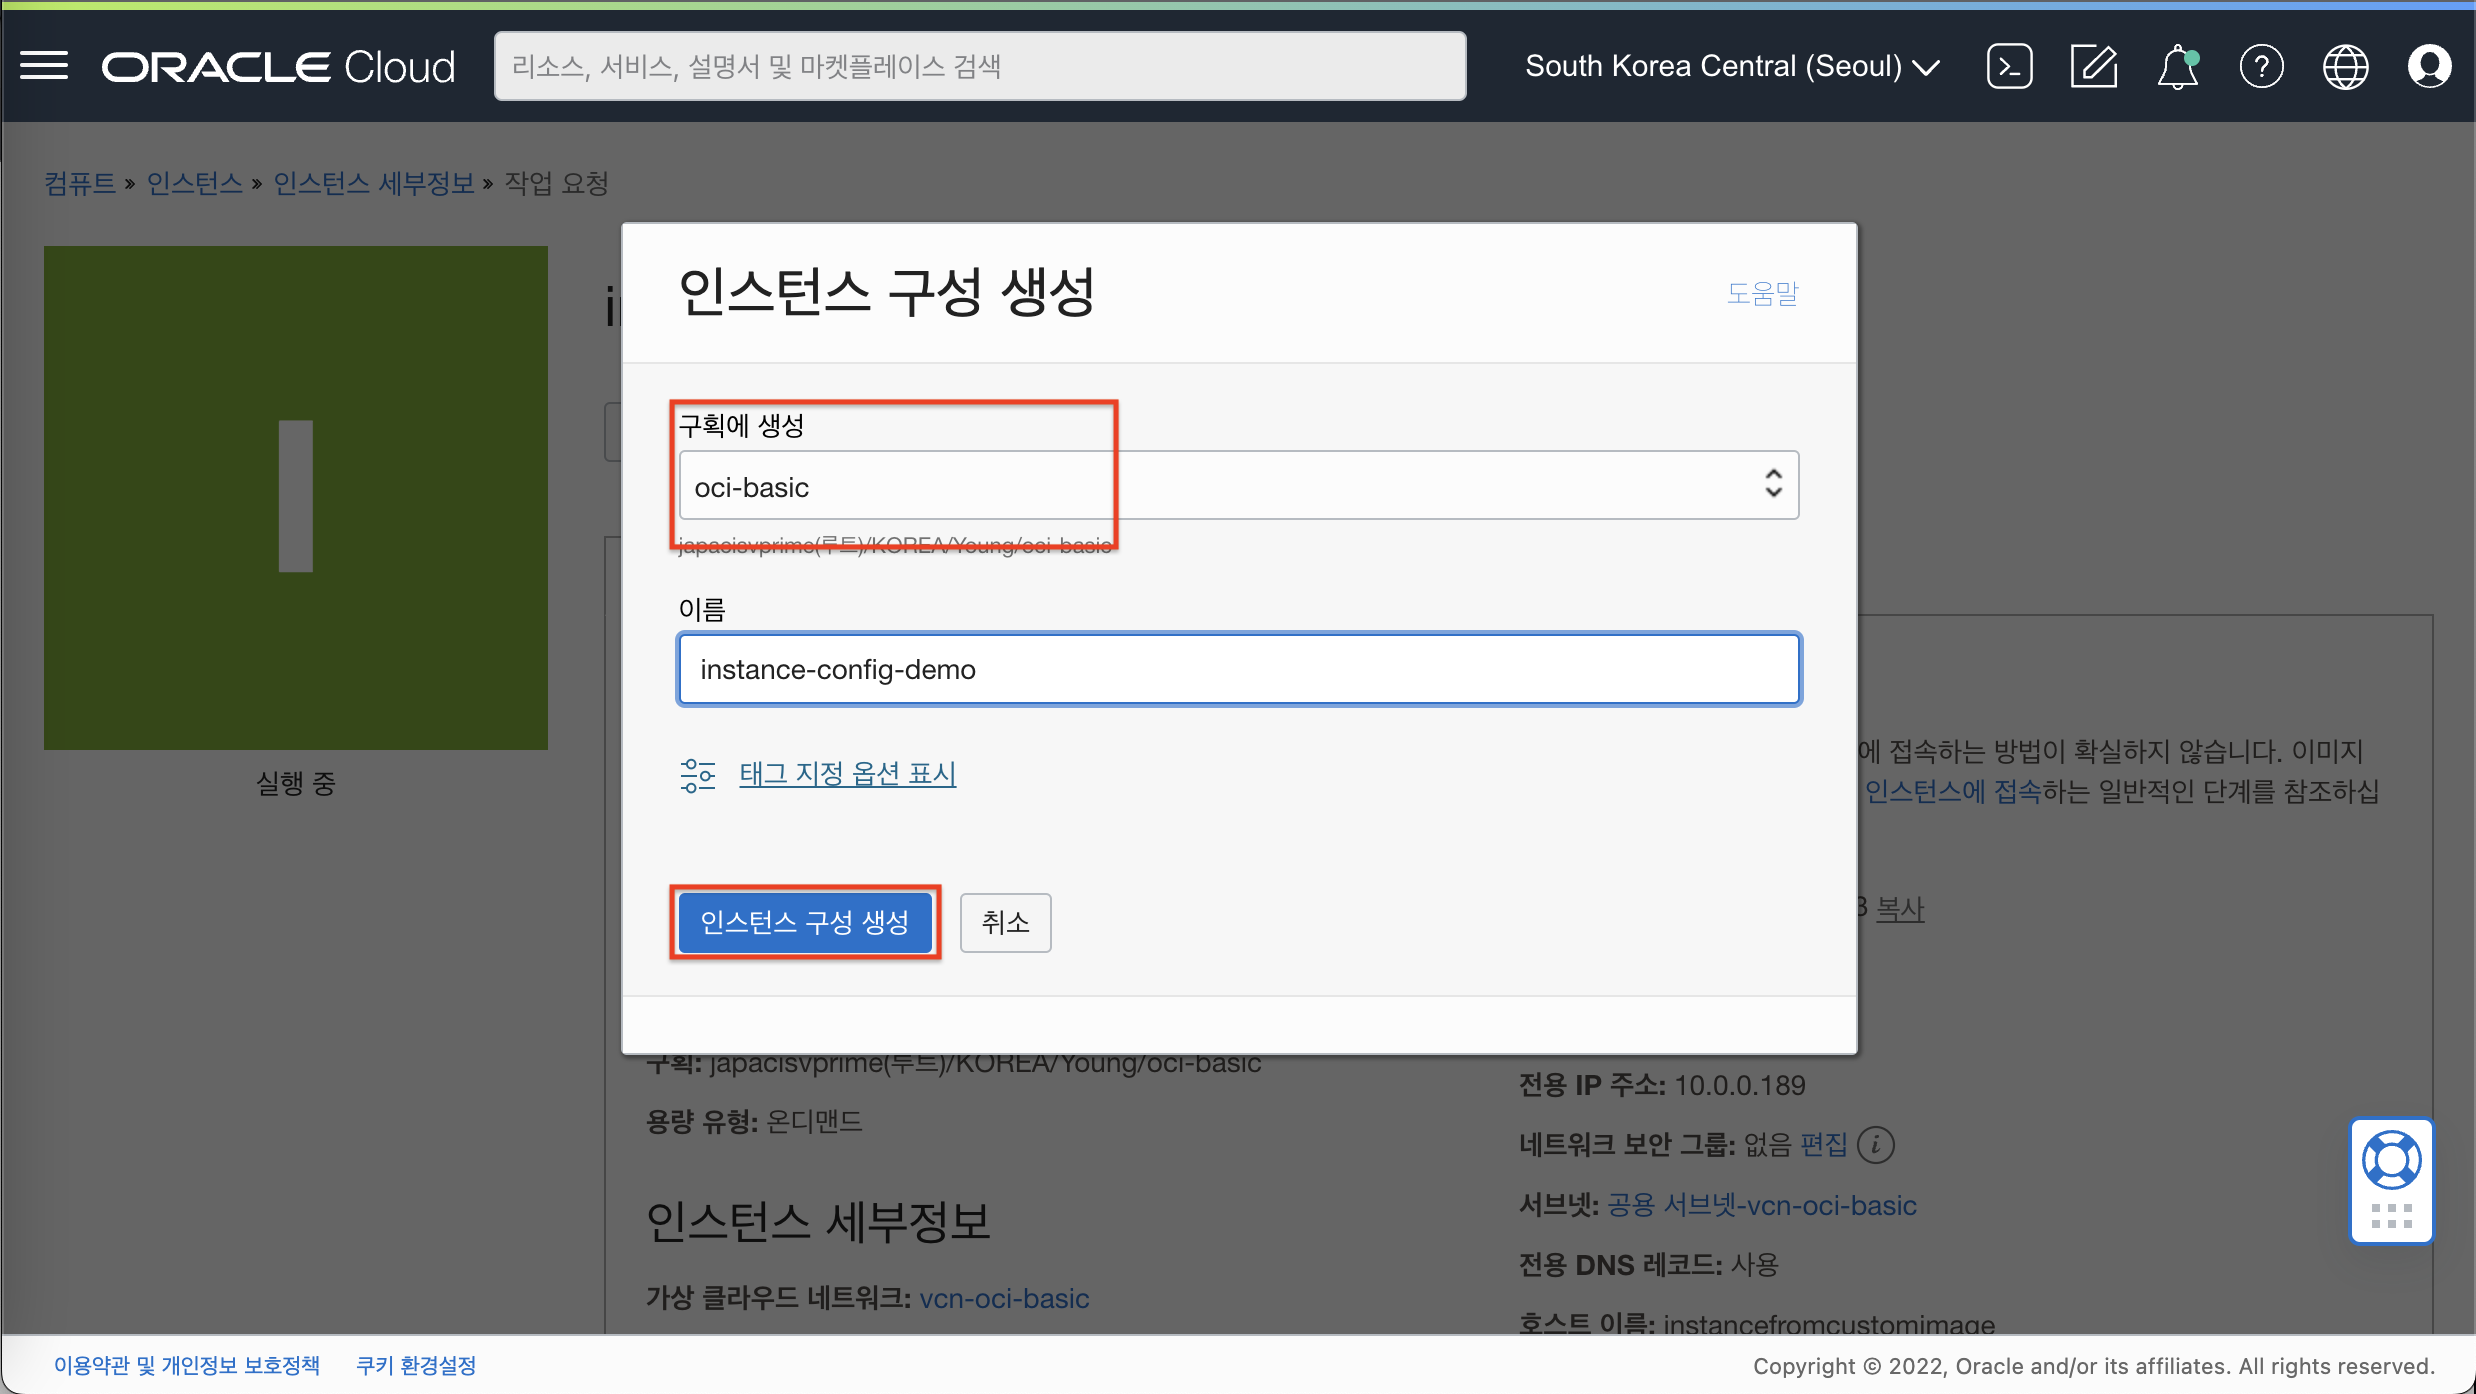 ORACLE Cloud
리소스, 서비스, 설명서 및 마켓플레이스 검색
South Korea Central (Seoul)
컴퓨트 » 인스턴스 » 인스턴스 세부정보 » 작업 요청
I
실행 중
인스턴스 구성 생성
도움말
구획에 생성
oci-basic
japacisvprime(루트)/KOREA/Young/oci-basic
이름
instance-config-demo
태그 지정 옵션 표시
인스턴스 구성 생성
취소
에 접속하는 방법이 확실하지 않습니다. 이미지
인스턴스에 접속하는 일반적인 단계를 참조하십
3 복사
구획: japacisvprime(루트)/KOREA/Young/oci-basic
용량 유형: 온디맨드
인스턴스 세부정보
가상 클라우드 네트워크: vcn-oci-basic
전용 IP 주소: 10.0.0.189
네트워크 보안 그룹: 없음 편집 i
서브넷: 공용 서브넷-vcn-oci-basic
전용 DNS 레코드: 사용
호스트 이름: instancefromcustomimage
이용약관 및 개인정보 보호정책
쿠키 환경설정
Copyright © 2022, Oracle and/or its affiliates. All rights reserved.